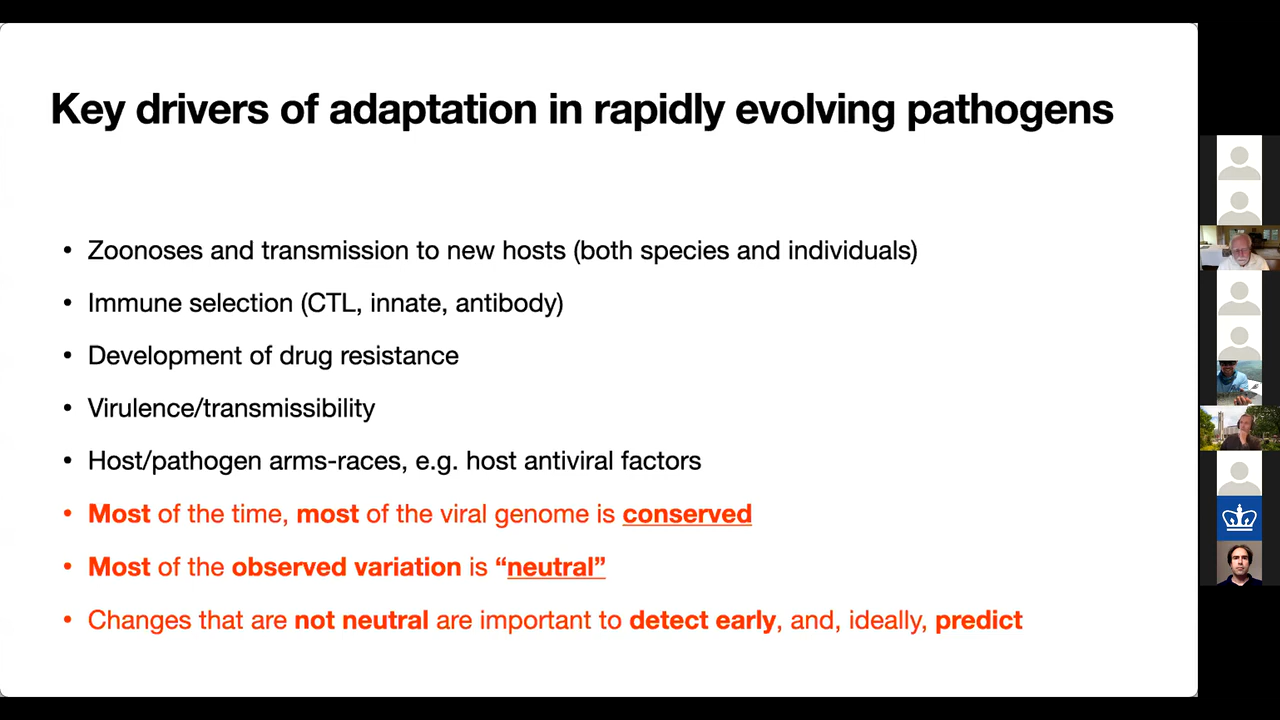 Key drivers of adaptation in rapidly evolving pathogens
• Zoonoses and transmission to new hosts (both species and individuals)
• Immune selection (CTL, innate, antibody)
• Development of drug resistance
• Virulence/transmissibility
• Host/pathogen arms-races, e.g. host antiviral factors
• Most of the time, most of the viral genome is conserved
• Most of the observed variation is “neutral”
• Changes that are not neutral are important to detect early, and, ideally, predict